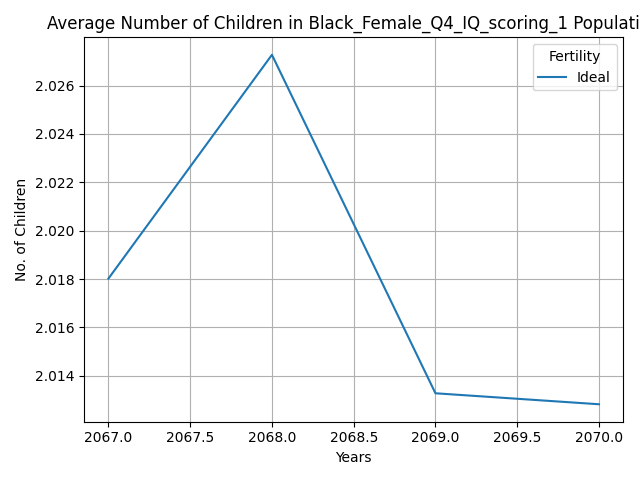 Average Number of Children in Black_Female_Q4_IQ_scoring_1 Populati
Fertility
Ideal
2.026
2.024
2.022
2.020
2.018
2.016
2.014
No. of Children
2067.0 2067.5 2068.0 2068.5 2069.0 2069.5 2070.0
Years